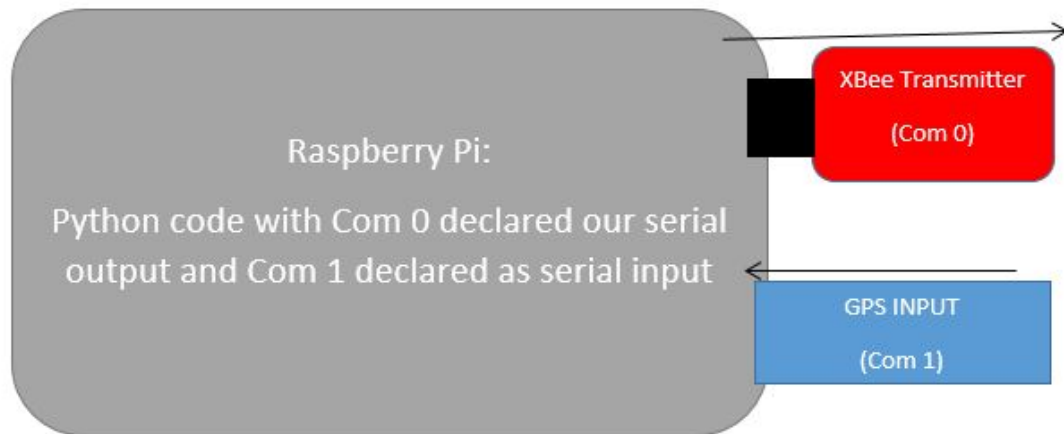 Raspberry Pi:
Python code with Com 0 declared our serial
output and Com 1 declared as serial input
XBee Transmitter
(Com 0)
GPS INPUT
(Com 1)